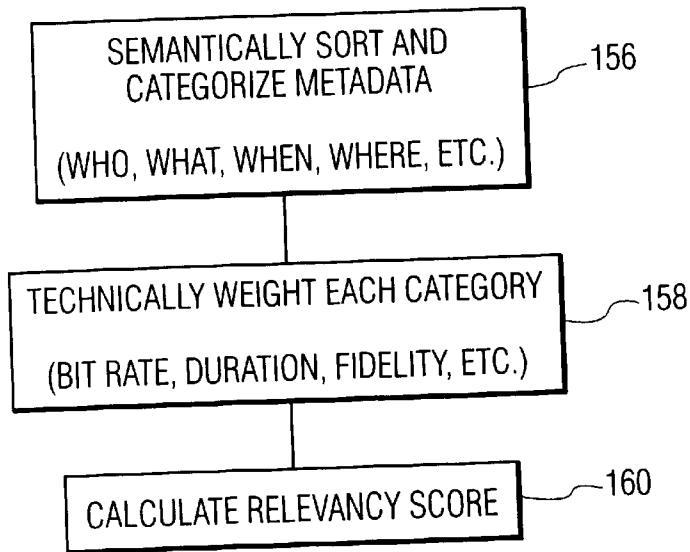 SEMANTICALLY SORT AND
CATEGORIZE METADATA
(WHO, WHAT, WHEN, WHERE, ETC.)
156
TECHNICALLY WEIGHT EACH CATEGORY
(BIT RATE, DURATION, FIDELITY, ETC.)
158
CALCULATE RELEVANCY SCORE
160